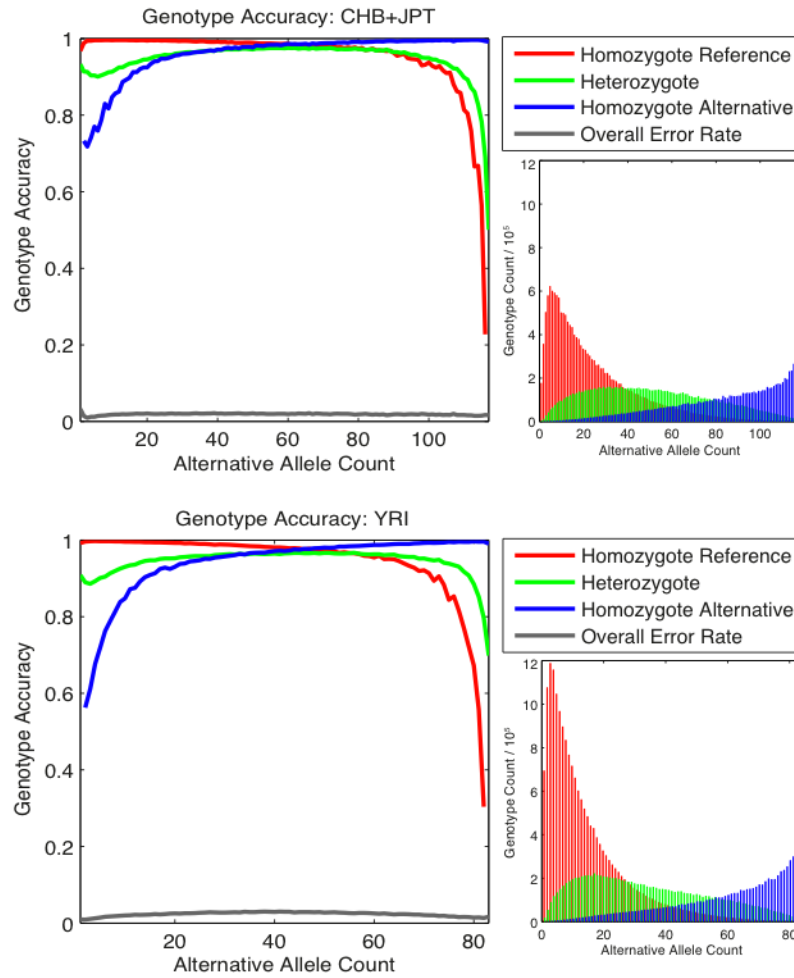 Genotype Accuracy: CHB+JPT
1
0.8
0.6
0.4
0.2
0
Genotype Accuracy
20 40 60 80 100
Alternative Allele Count
Homozygote Reference
Heterozygote
Homozygote Alternative
Overall Error Rate
12
10
8
6
4
2
0
Genotype Count / 10⁵
0 20 40 60 80 100
Alternative Allele Count
Genotype Accuracy: YRI
1
0.8
0.6
0.4
0.2
0
Genotype Accuracy
20 40 60 80
Alternative Allele Count
Homozygote Reference
Heterozygote
Homozygote Alternative
Overall Error Rate
12
10
8
6
4
2
0
Genotype Count / 10⁵
0 20 40 60 80
Alternative Allele Count